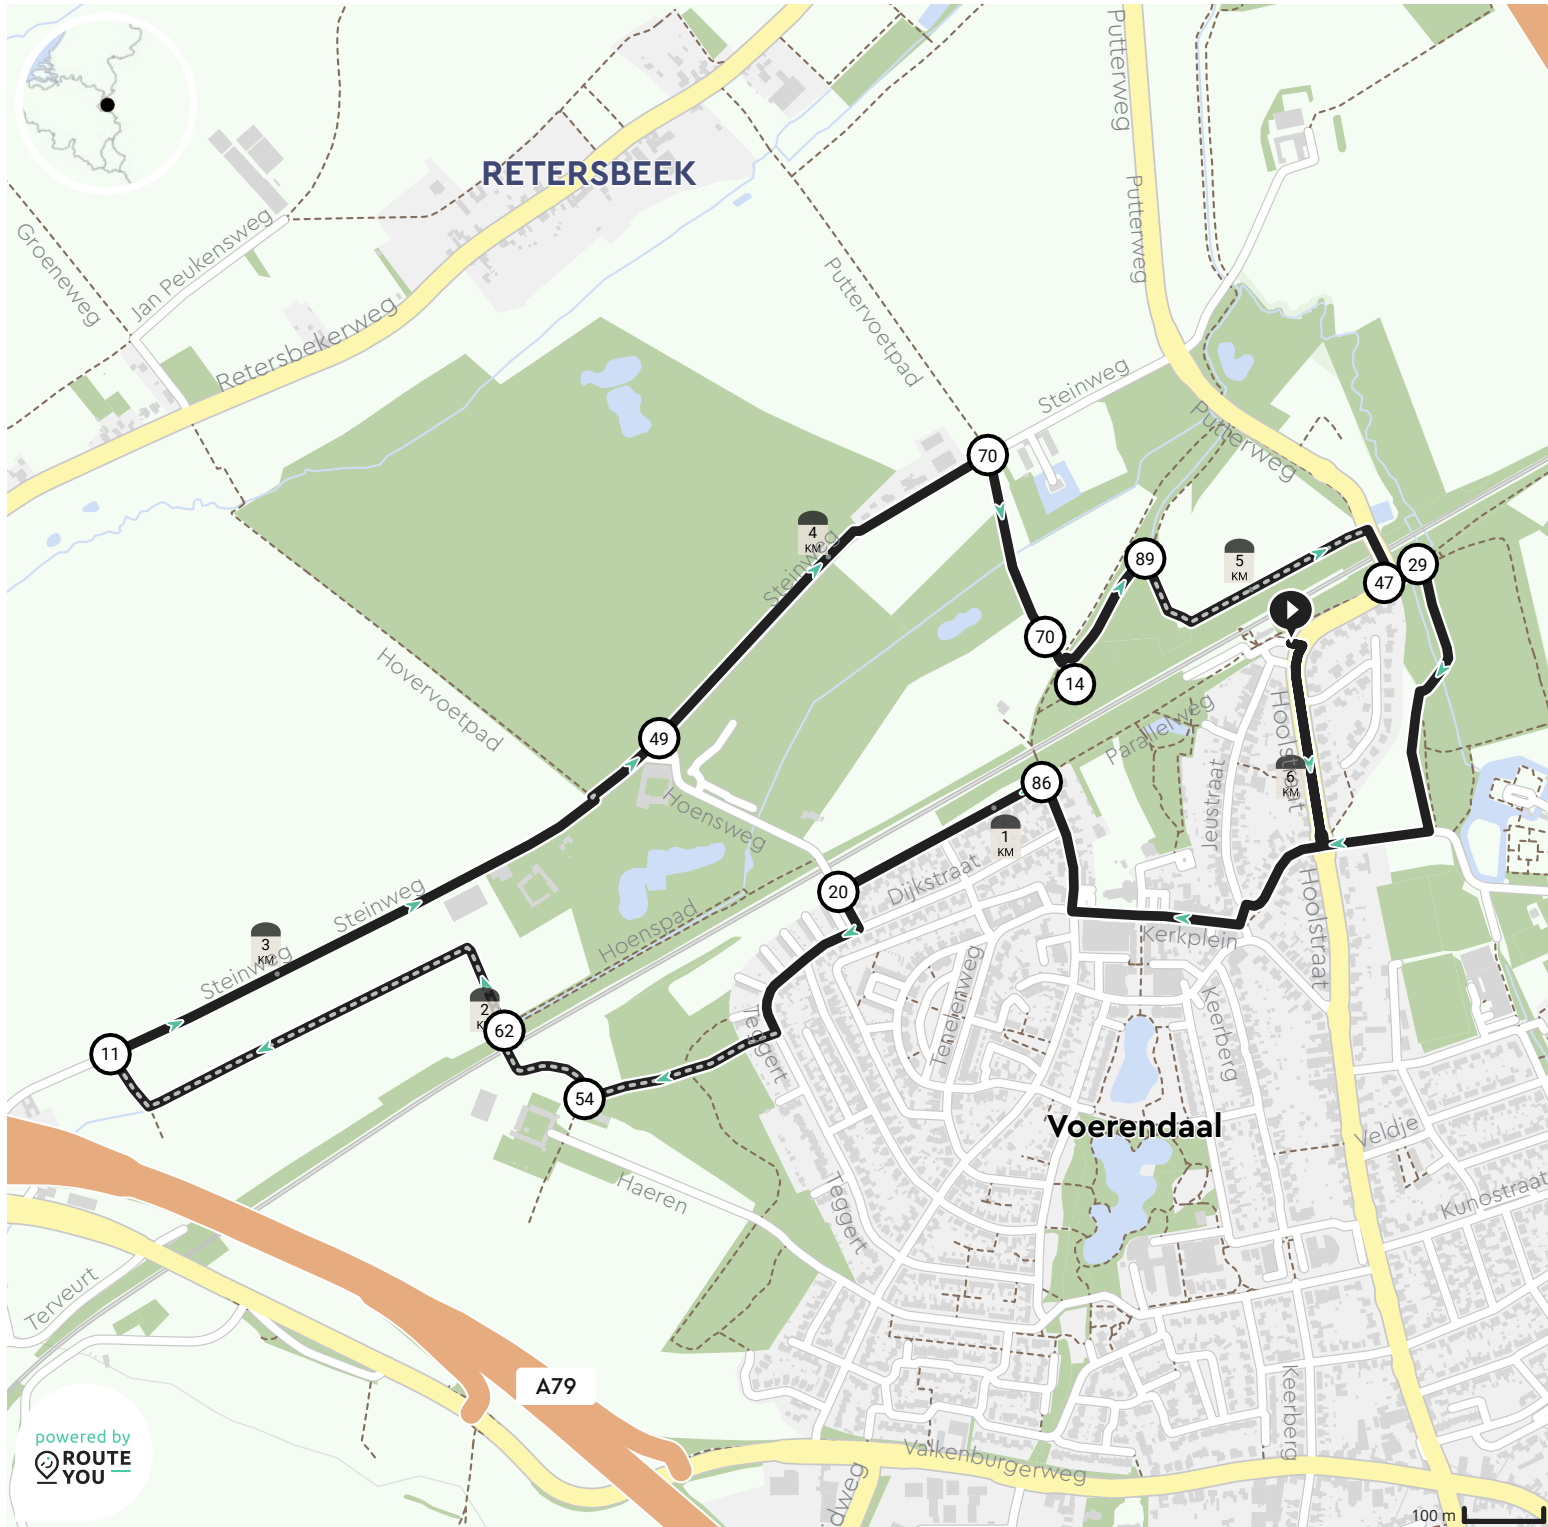 Putterweg
Putterweg
RETERSBEEK
Groeneweg
Jan Peukensweg
Retersbekerweg
Puttervoetpad
Steinweg
Putterweg
70
4
KM
Steinweg
89
5
KM
29
47
70
14
Hovervoetpad
49
Parallelweg
Hoolstraat
6
KM
86
Hoensweg
Jeustraat
1
KM
Dijkstraat
20
Steinweg
Hoenspad
Kerkplein
Hoolstraat
3
KM
Steinweg
2
62
Tenelenweg
Keerberg
Teggert
11
54
Voerendaal
Veldje
Haeren
Teggert
Kunostraat
Terveurt
A79
Keerberg
powered by
ROUTE
YOU
Valkenburgerweg
dweg
100 m